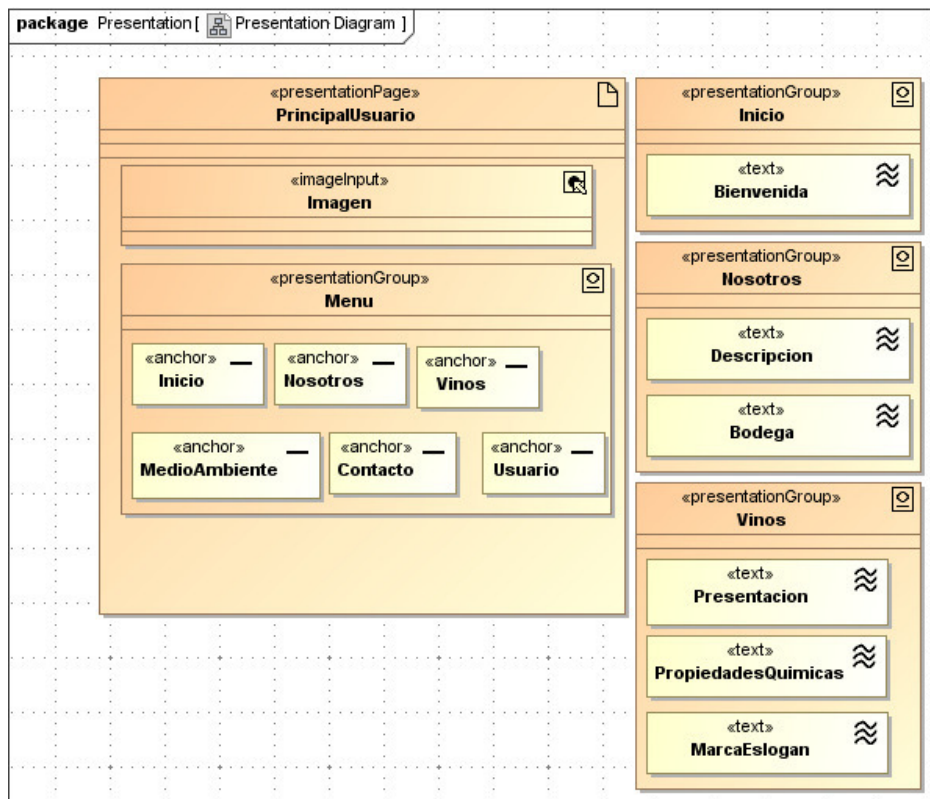 package Presentation [ Presentation Diagram ]
«presentationPage»
PrincipalUsuario
«imageInput»
Imagen
«presentationGroup»
Menu
«anchor»
Inicio
«anchor»
Nosotros
«anchor»
Vinos
«anchor»
MedioAmbiente
«anchor»
Contacto
«anchor»
Usuario
«presentationGroup»
Inicio
«text»
Bienvenida
«presentationGroup»
Nosotros
«text»
Descripcion
«text»
Bodega
«presentationGroup»
Vinos
«text»
Presentacion
«text»
PropiedadesQuimicas
«text»
MarcaEslogan